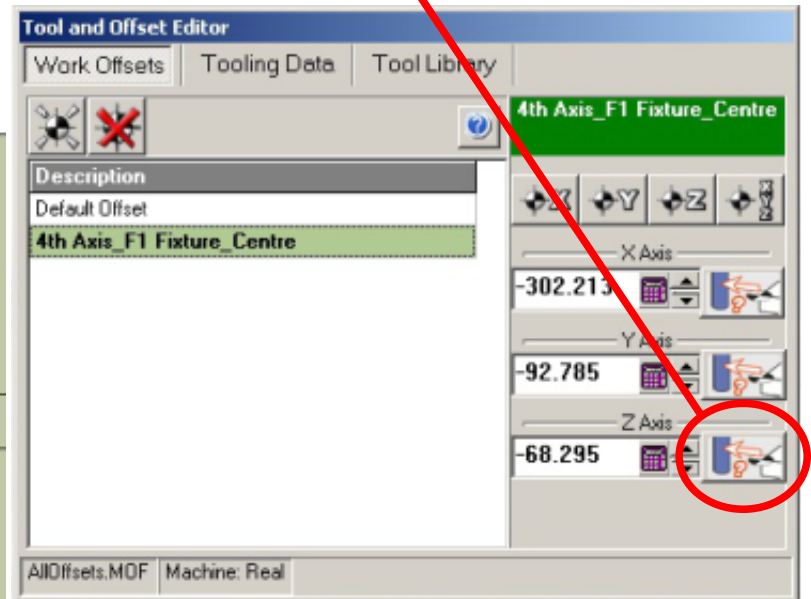 Tool and Offset Editor
Work Offsets Tooling Data Tool Library
4th Axis_F1 Fixture_Centre
X Y Z XYZ
Description
Default Offset
4th Axis_F1 Fixture_Centre
X Axis
-302.213
Y Axis
-92.785
Z Axis
-68.295
AllOffsets.MOF Machine: Real